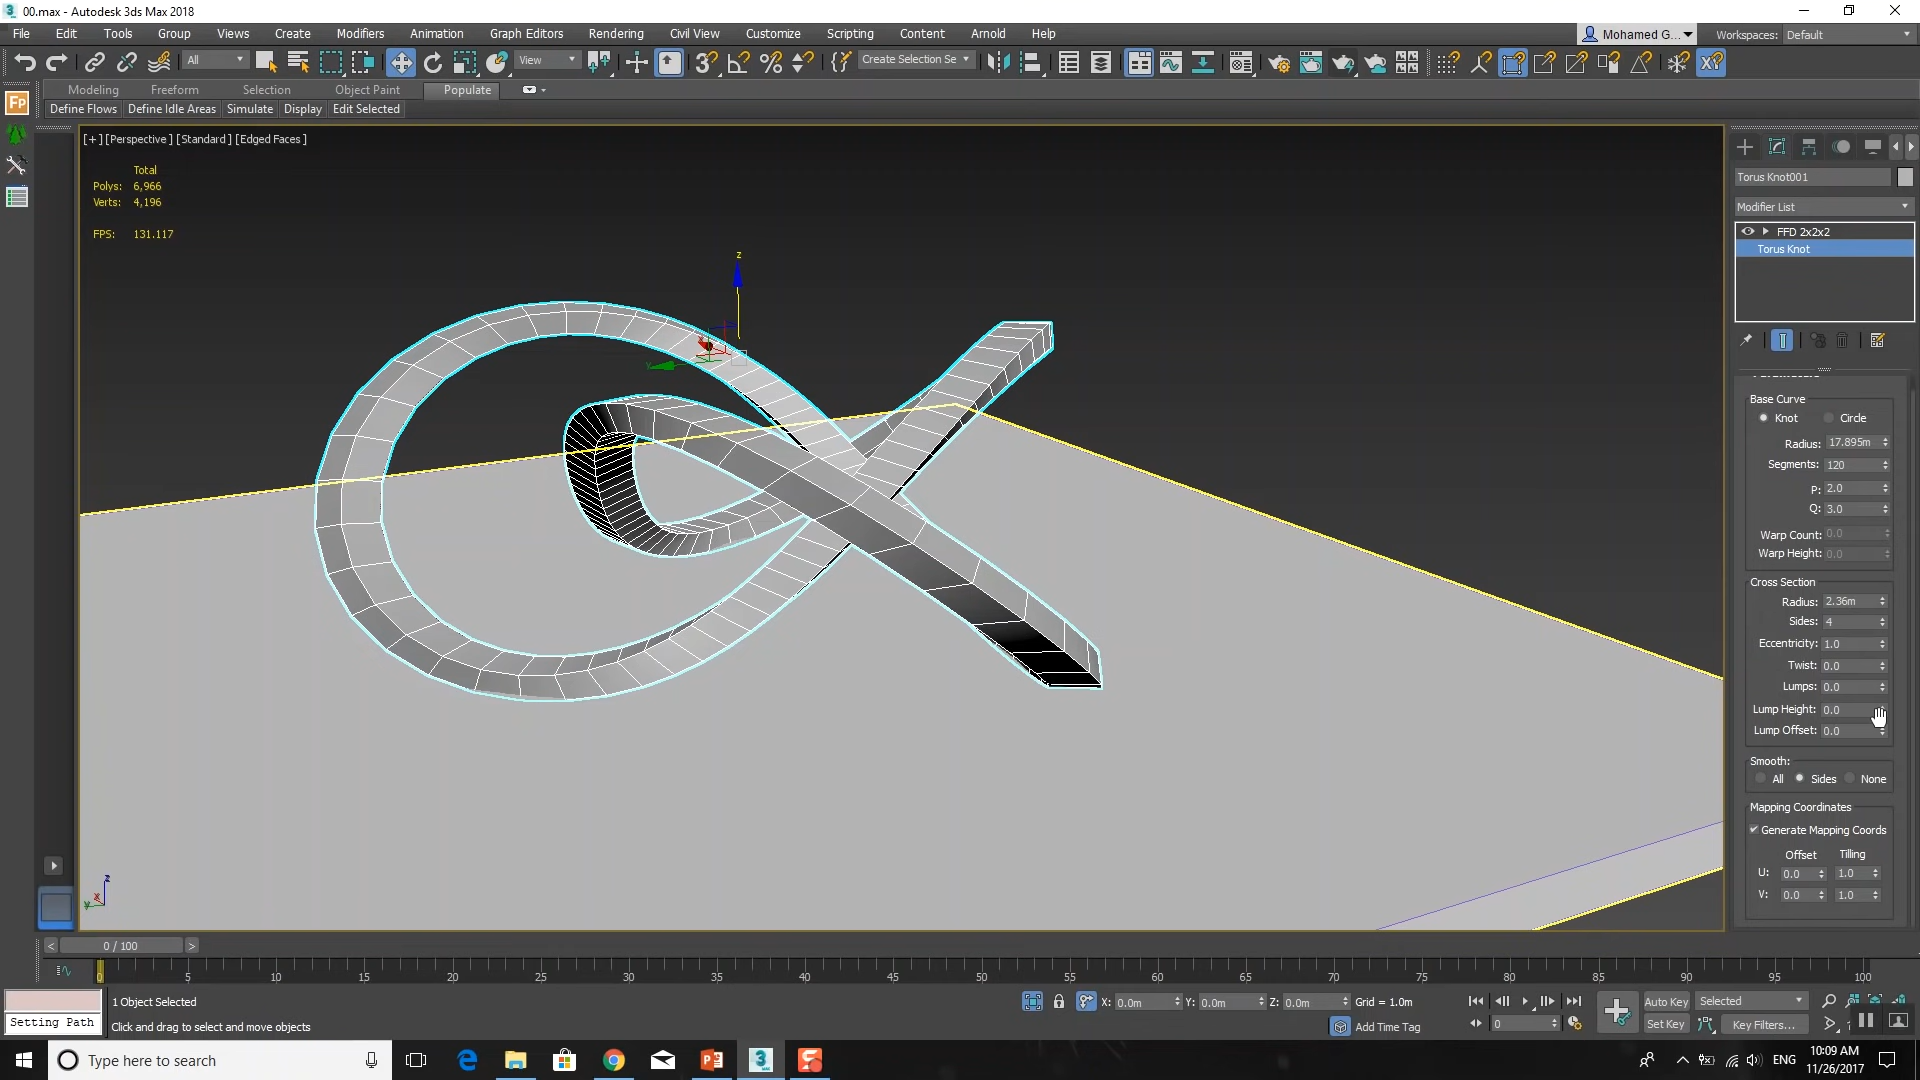 00.max - Autodesk 3ds Max 2018
File Edit Tools Group Views Create Modifiers Animation Graph Editors Rendering Civil View Customize Scripting Content Arnold Help
Mohamed G... Workspaces: Default
All View Create Selection Se
Modeling Freeform Selection Object Paint Populate
Define Flows Define Idle Areas Simulate Display Edit Selected
[+] [Perspective ] [Standard ] [Edged Faces ]
Total
Polys: 6,966
Verts: 4,196
FPS: 131.117
z
Torus Knot001
Modifier List
FFD 2x2x2
Torus Knot
Base Curve
Knot Circle
Radius: 17.895m
Segments: 120
P: 2.0
Q: 3.0
Warp Count: 0.0
Warp Height: 0.0
Cross Section
Radius: 2.36m
Sides: 4
Eccentricity: 1.0
Twist: 0.0
Lumps: 0.0
Lump Height: 0.0
Lump Offset: 0.0
Smooth:
All Sides None
Mapping Coordinates
Generate Mapping Coords
Offset Tilling
U: 0.0 1.0
V: 0.0 1.0
z
x
y
< 0 / 100 >
0 5 10 15 20 25 30 35 40 45 50 55 60 65 70 75 80 85 90 95 100
1 Object Selected
X: 0.0m Y: 0.0m Z: 0.0m Grid = 1.0m
Auto Key Selected
Setting Path
Click and drag to select and move objects
Add Time Tag
0
Set Key Key Filters...
Type here to search
ENG
10:09 AM
11/26/2017